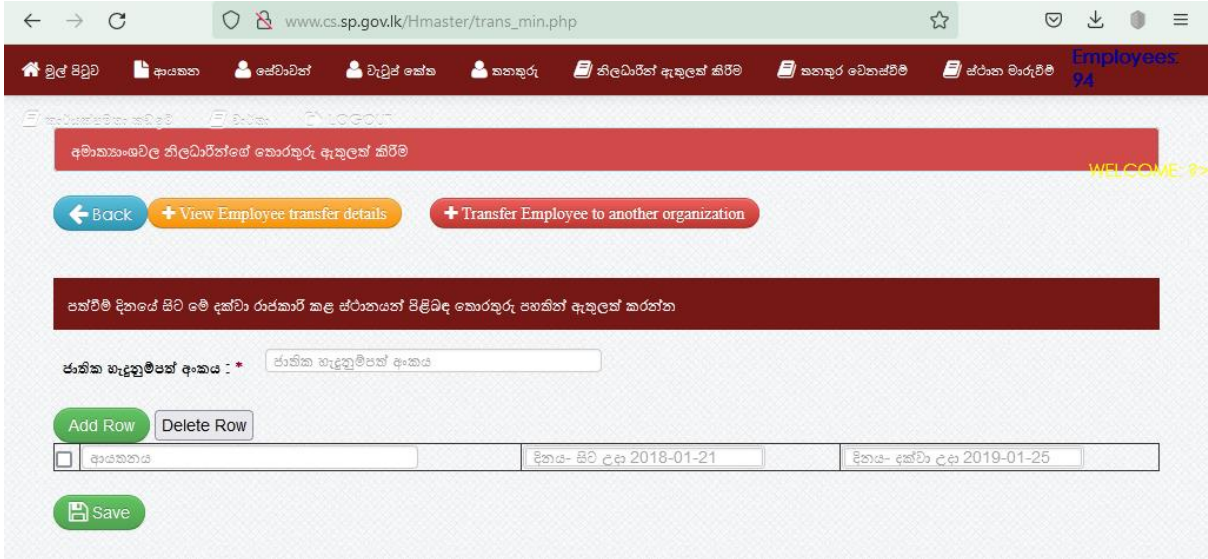 www.cs.sp.gov.lk/Hmaster/trans_min.php
මුල් පිටුව ආයතන සේවාවන් වැටුප් කේත තනතුරු නිලධාරීන් ඇතුලත් කිරීම තනතුර වෙනස්වීම් ස්ථාන මාරුවීම් Employees: 94
වාර්තා LOGOUT
අමාත්‍යාංශවල නිලධාරීන්ගේ තොරතුරු ඇතුලත් කිරීම
WELCOME: ?>
Back + View Employee transfer details + Transfer Employee to another organization
පත්වීම් දිනයේ සිට මේ දක්වා රාජකාරි කළ ස්ථානයන් පිළිබඳ තොරතුරු පහතින් ඇතුලත් කරන්න
ජාතික හැදුනුම්පත් අංකය : * ජාතික හැදුනුම්පත් අංකය
Add Row Delete Row
ආයතනය දිනය- සිට උදා 2018-01-21 දිනය- දක්වා උදා 2019-01-25
Save